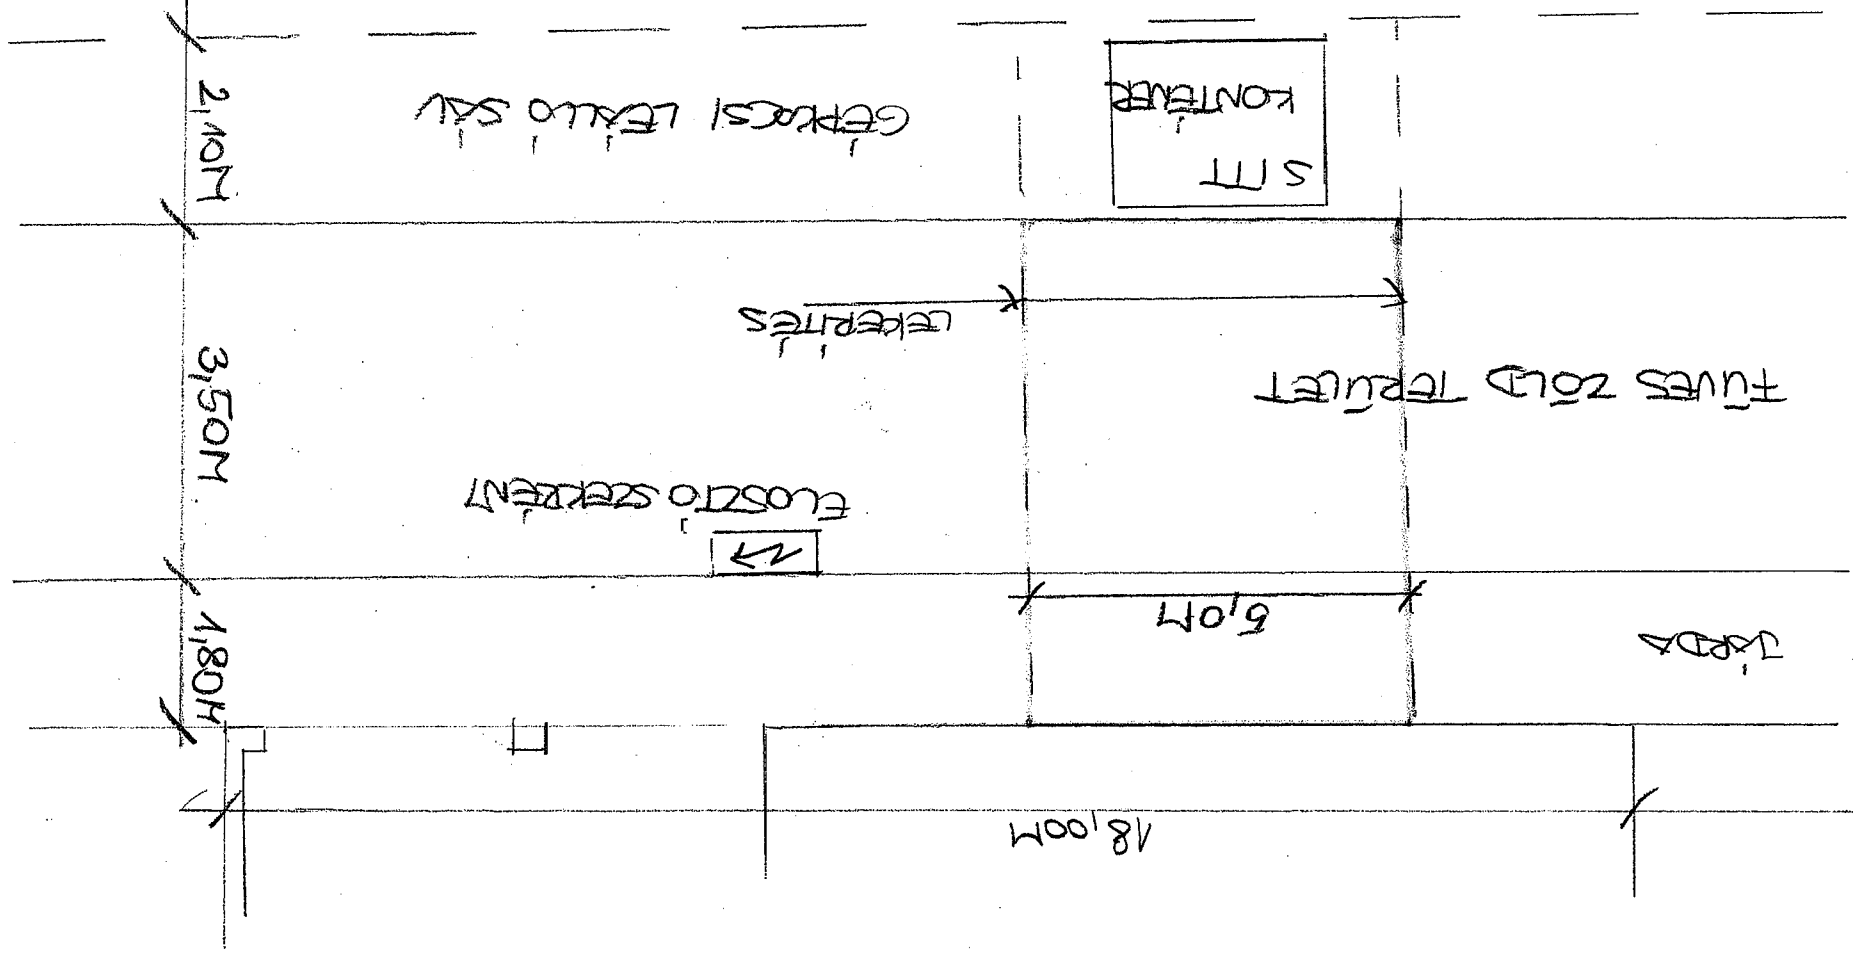 18,00M
JÁRDA
5,0M
1,80M
ELOSZTÓ SZEKRÉNY
FÜVES ZÖLD TERÜLET
3,50M
LEKERÍTÉS
SITT
KONTÉNER
GÉPKOCSI LEÁLLÓ SÁV
2,10M